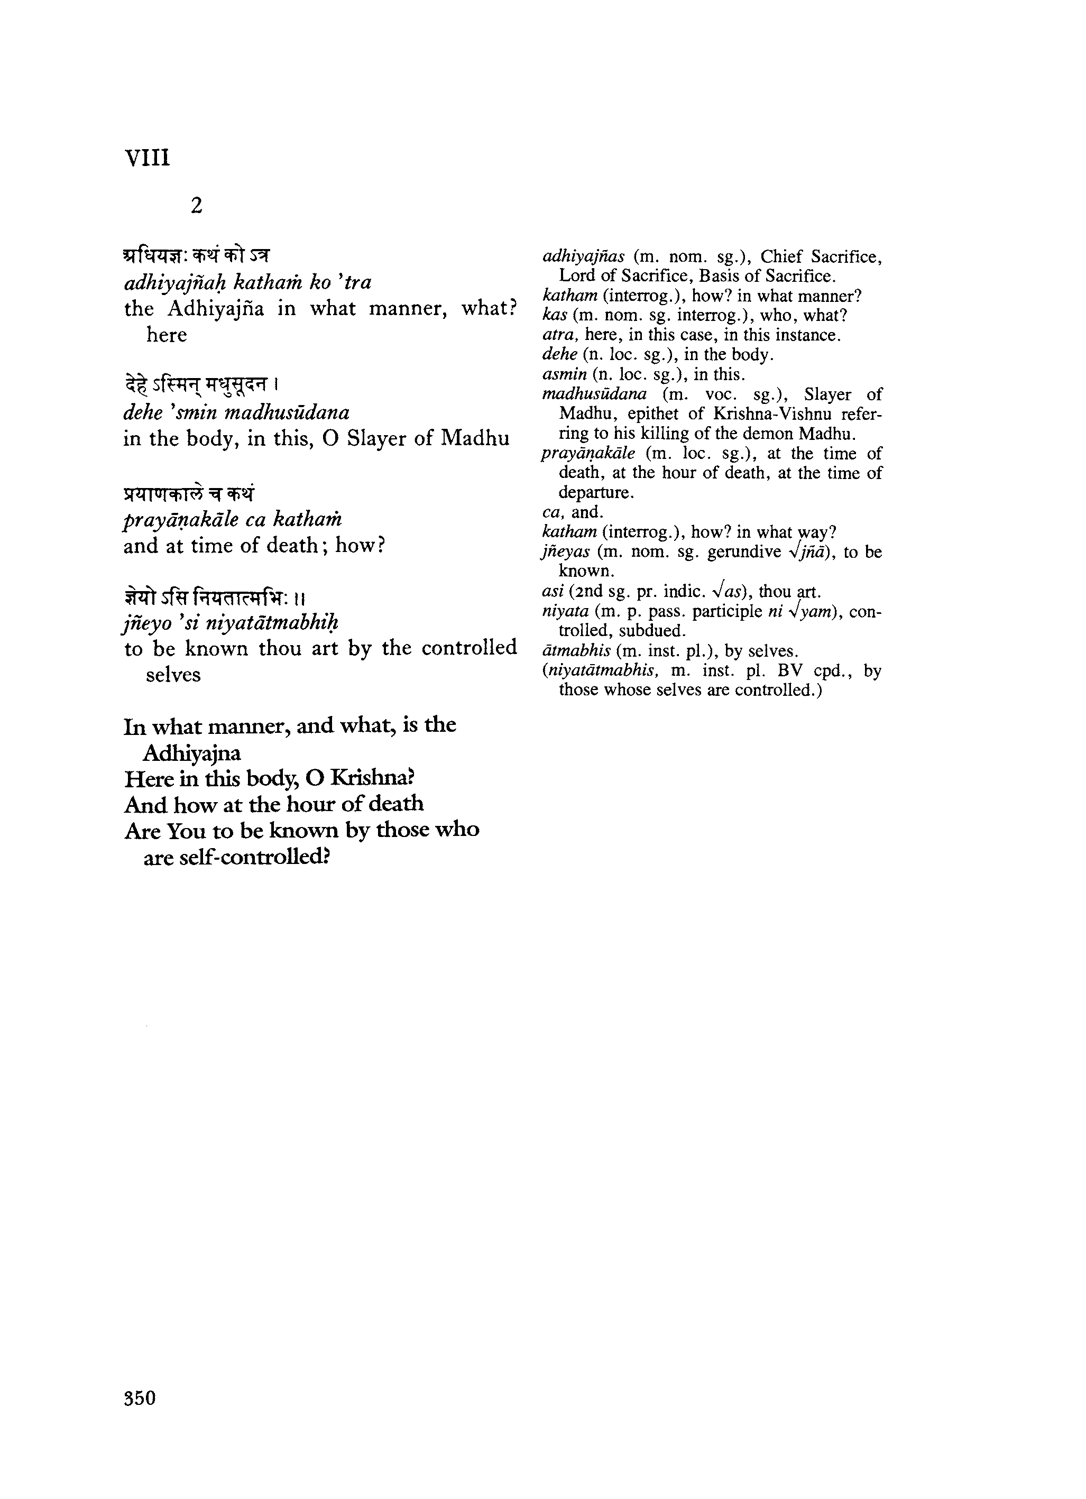 VIII
2
अधियज्ञः कथं को ऽत्र
adhiyajñaḥ kathaṁ ko 'tra
the Adhiyajña in what manner, what?
here
देहे ऽस्मिन् मधुसूदन ।
dehe 'smin madhusūdana
in the body, in this, O Slayer of Madhu
प्रयाणकाले च कथं
prayāṇakāle ca kathaṁ
and at time of death; how?
ज्ञेयो ऽसि नियतात्मभिः ।।
jñeyo 'si niyatātmabhiḥ
to be known thou art by the controlled
selves
In what manner, and what, is the
Adhiyajna
Here in this body, O Krishna?
And how at the hour of death
Are You to be known by those who
are self-controlled?
adhiyajñas (m. nom. sg.), Chief Sacrifice,
Lord of Sacrifice, Basis of Sacrifice.
katham (interrog.), how? in what manner?
kas (m. nom. sg. interrog.), who, what?
atra, here, in this case, in this instance.
dehe (n. loc. sg.), in the body.
asmin (n. loc. sg.), in this.
madhusūdana (m. voc. sg.), Slayer of
Madhu, epithet of Krishna-Vishnu refer-
ring to his killing of the demon Madhu.
prayāṇakāle (m. loc. sg.), at the time of
death, at the hour of death, at the time of
departure.
ca, and.
katham (interrog.), how? in what way?
jñeyas (m. nom. sg. gerundive √jñā), to be
known.
asi (2nd sg. pr. indic. √as), thou art.
niyata (m. p. pass. participle ni √yam), con-
trolled, subdued.
ātmabhis (m. inst. pl.), by selves.
(niyatātmabhis, m. inst. pl. BV cpd., by
those whose selves are controlled.)
350